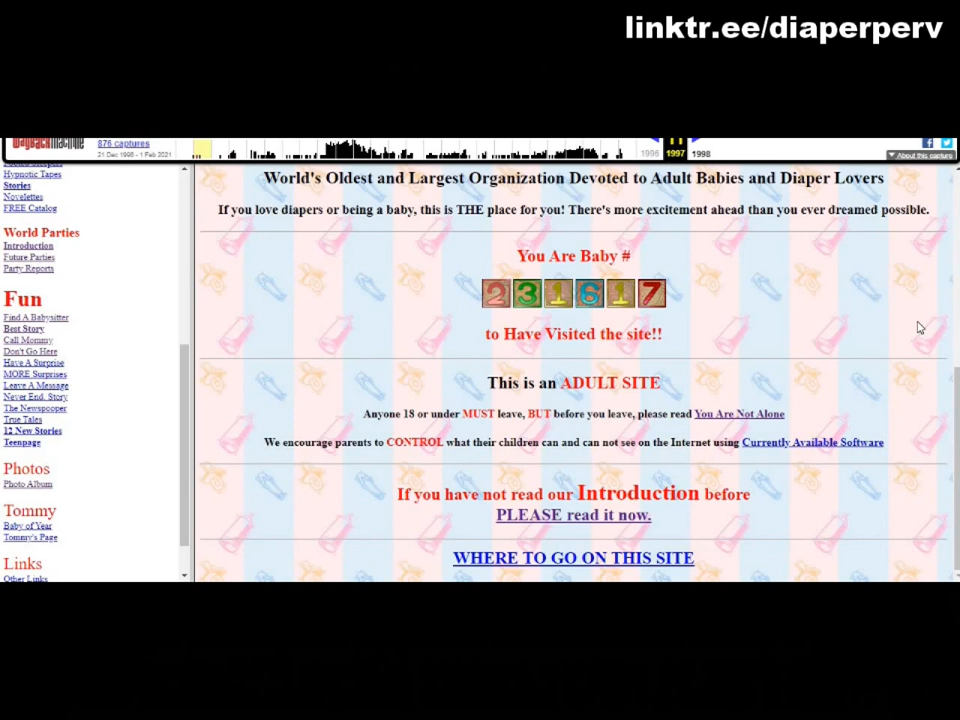 linktr.ee/diaperperv
WayBackMachine
876 captures
21 Dec 1996 - 1 Feb 2021
11
1996 1997 1998
About this capture
Hypnotic Tapes
Stories
Novelettes
FREE Catalog
World Parties
Introduction
Future Parties
Party Reports
Fun
Find A Babysitter
Best Story
Call Mommy
Don't Go Here
Have A Surprise
MORE Surprises
Leave A Message
Never End. Story
The Newspooper
True Tales
12 New Stories
Teenpage
Photos
Photo Album
Tommy
Baby of Year
Tommy's Page
Links
Other Links
World's Oldest and Largest Organization Devoted to Adult Babies and Diaper Lovers
If you love diapers or being a baby, this is THE place for you! There's more excitement ahead than you ever dreamed possible.
You Are Baby #
231617
to Have Visited the site!!
This is an ADULT SITE
Anyone 18 or under MUST leave, BUT before you leave, please read You Are Not Alone
We encourage parents to CONTROL what their children can and can not see on the Internet using Currently Available Software
If you have not read our Introduction before
PLEASE read it now.
WHERE TO GO ON THIS SITE